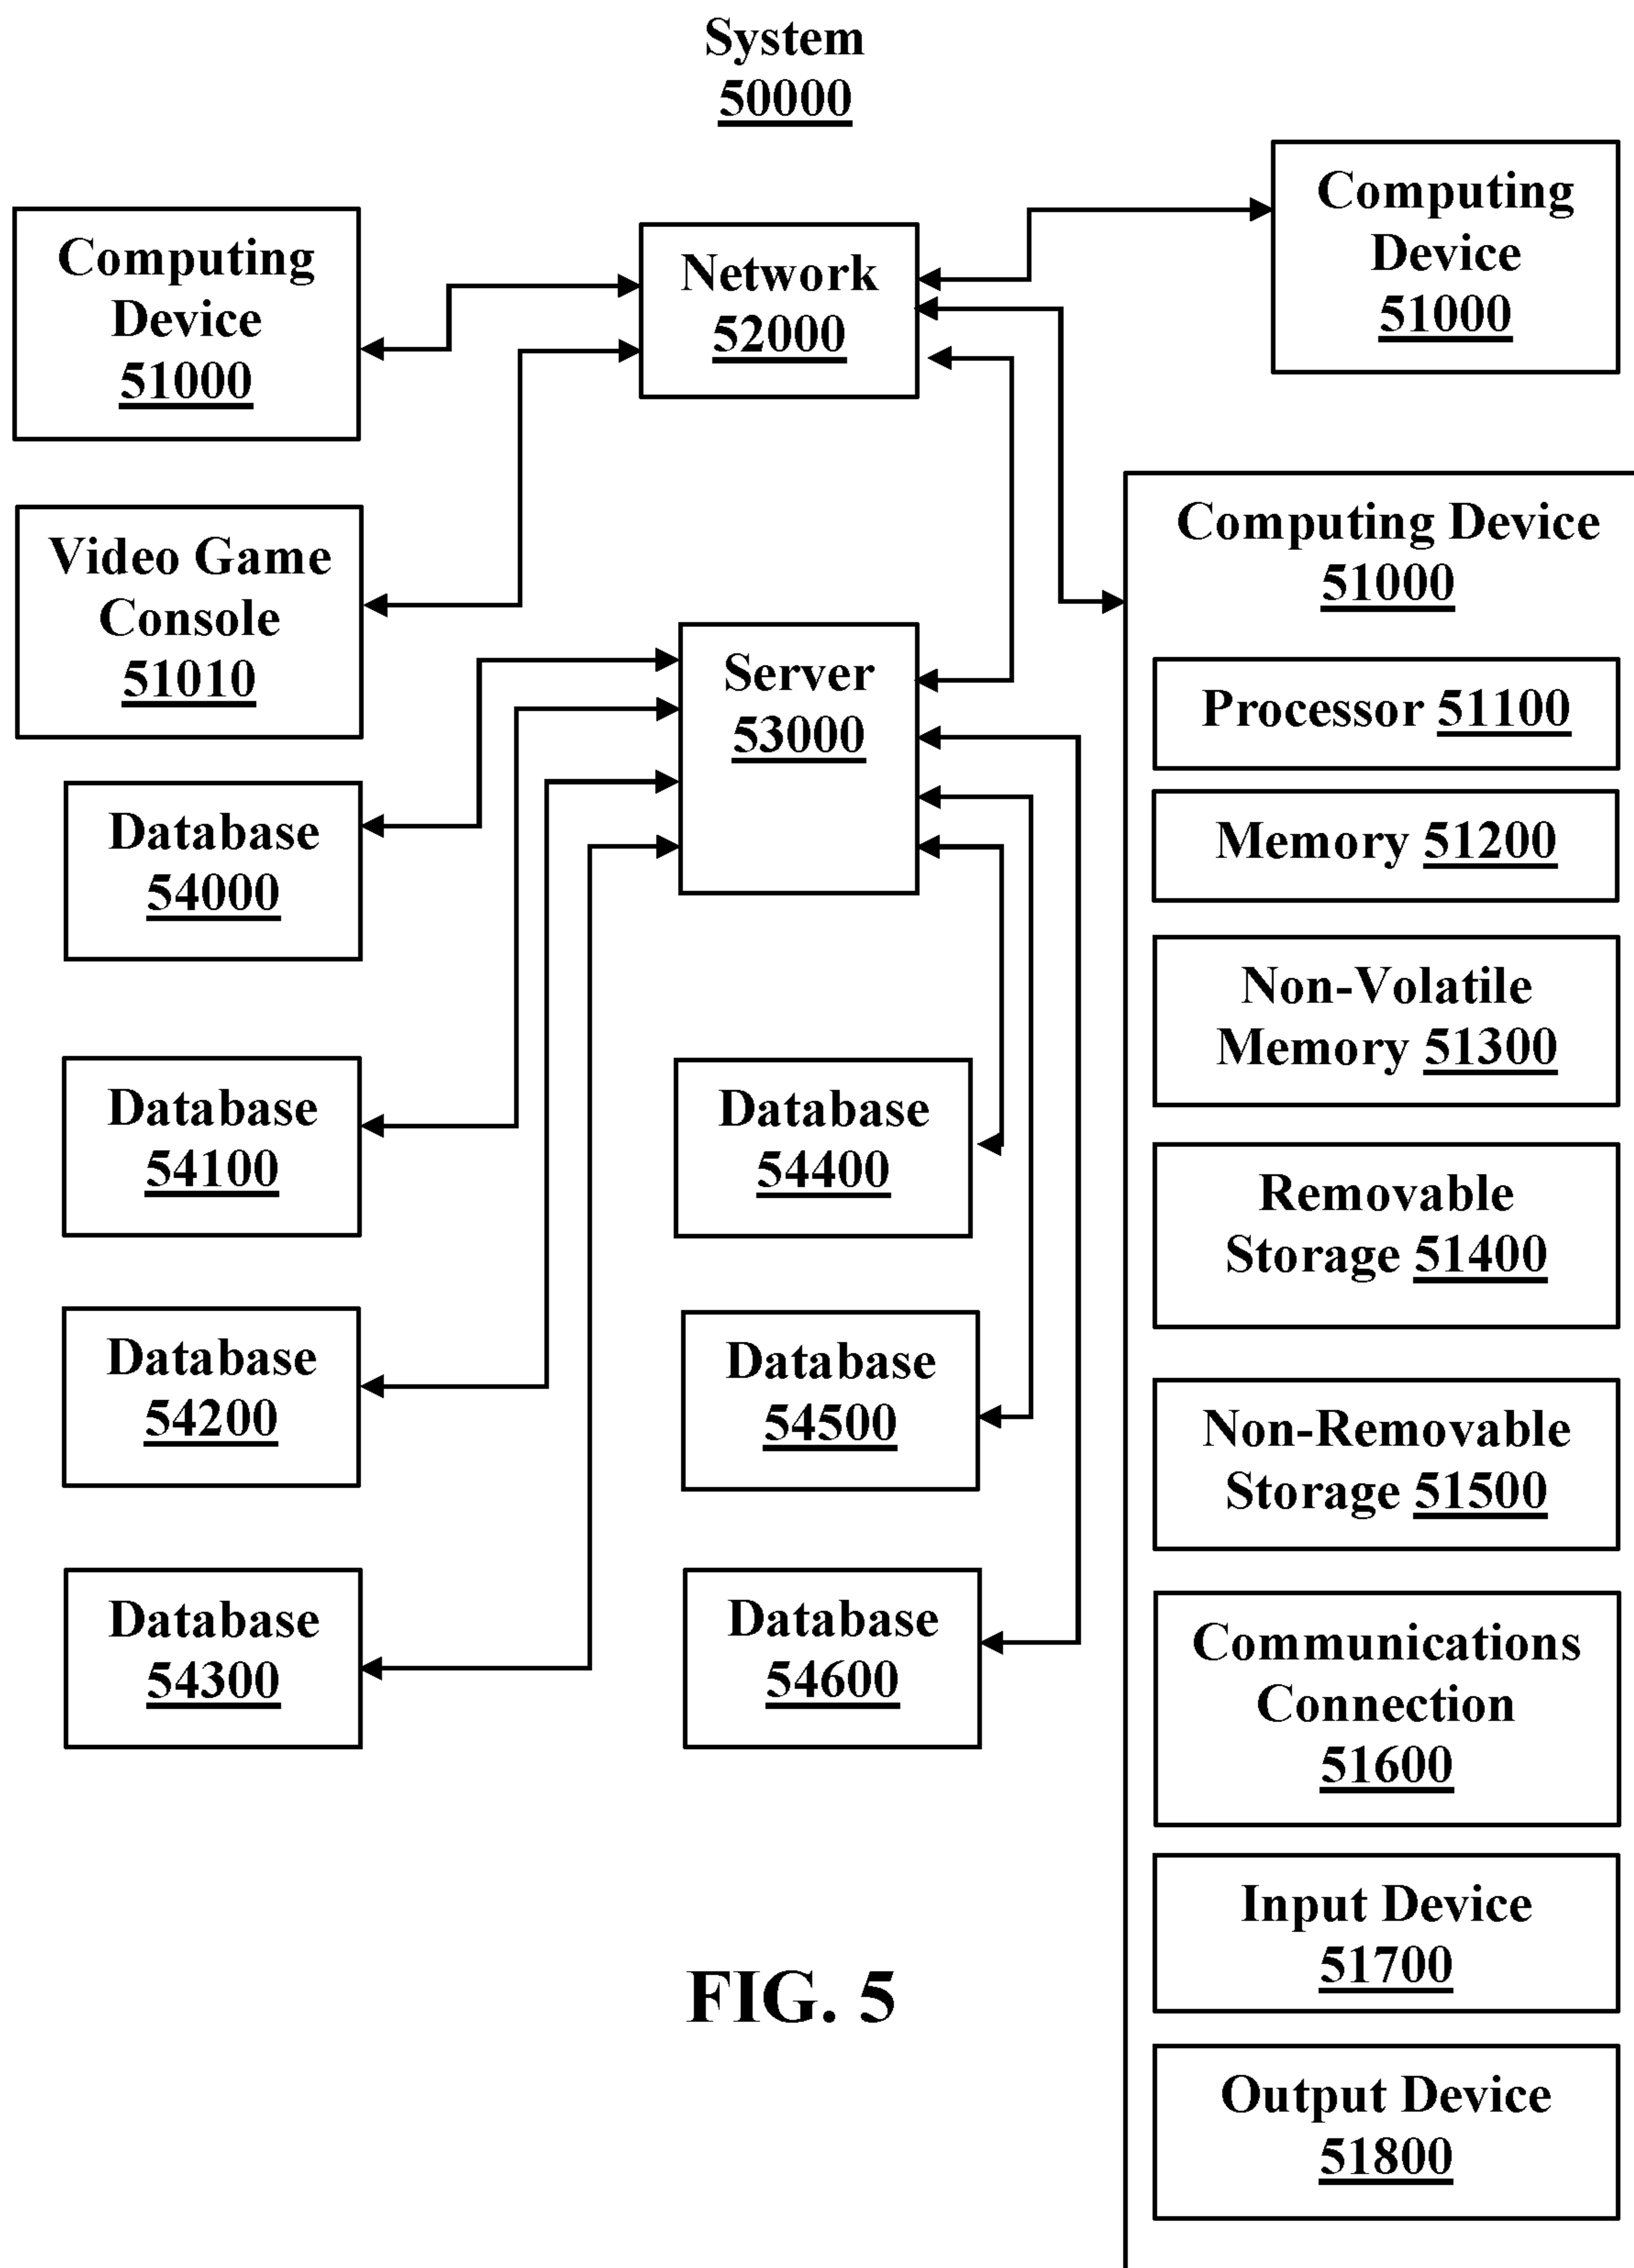 System
50000
Computing
Device
51000
Network
52000
Computing
Device
51000
Video Game
Console
51010
Server
53000
Database
54000
Database
54100
Database
54200
Database
54300
Database
54400
Database
54500
Database
54600
Computing Device
51000
Processor 51100
Memory 51200
Non-Volatile
Memory 51300
Removable
Storage 51400
Non-Removable
Storage 51500
Communications
Connection
51600
Input Device
51700
Output Device
51800
FIG. 5